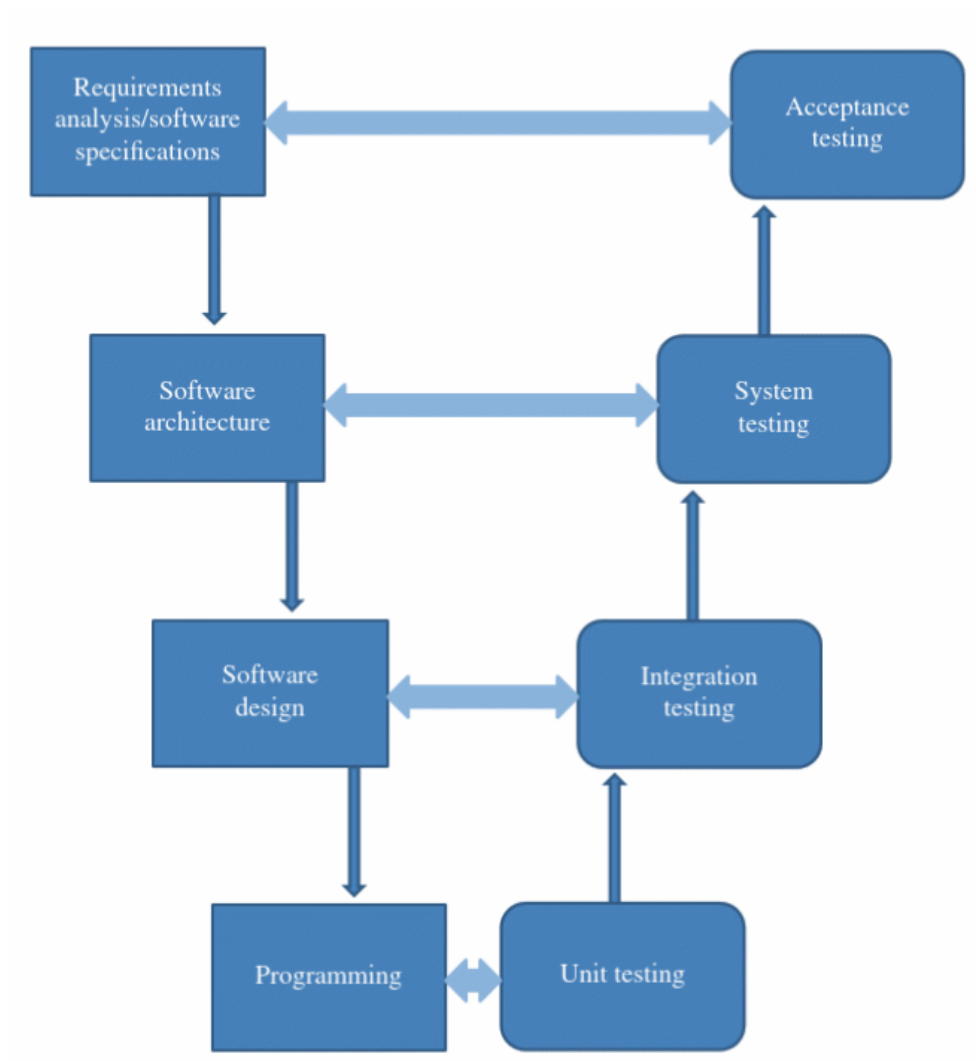 Requirements
analysis/software
specifications
Acceptance
testing
Software
architecture
System
testing
Software
design
Integration
testing
Programming
Unit testing